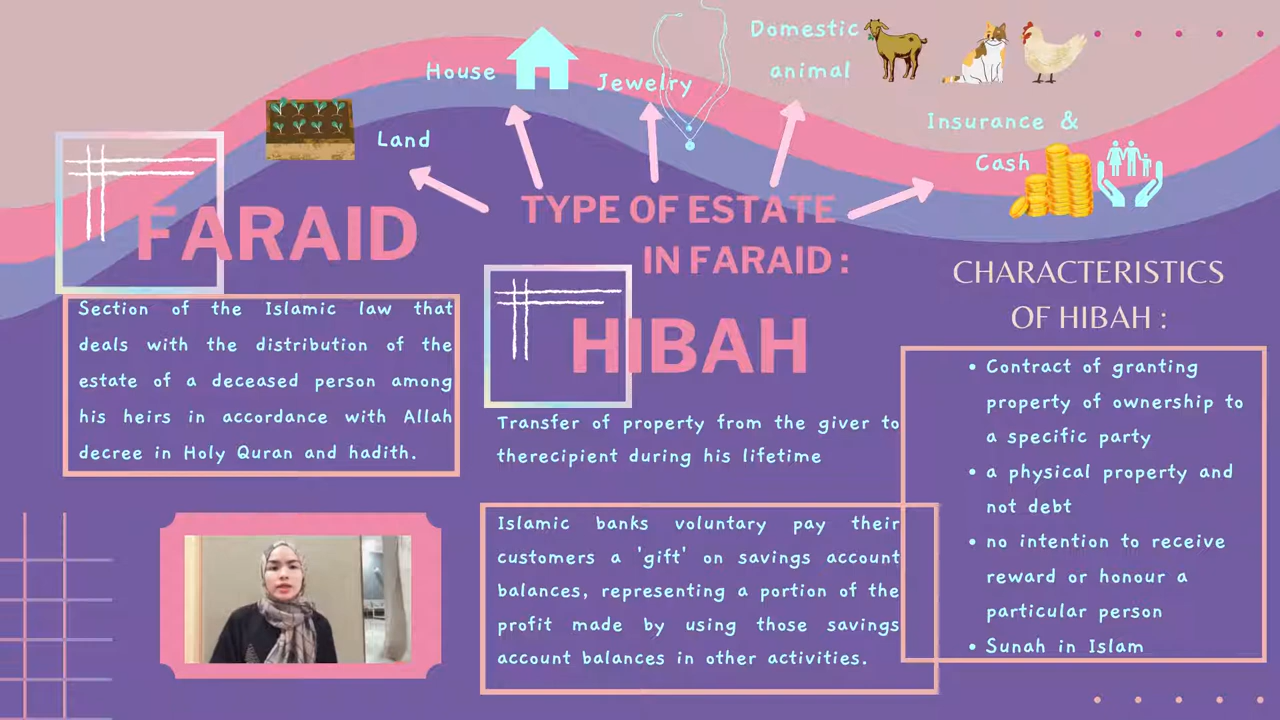 House
Jewelry
Domestic
animal
Land
Insurance &
Cash
FARAID
TYPE OF ESTATE
IN FARAID :
Section of the Islamic law that
deals with the distribution of the
estate of a deceased person among
his heirs in accordance with Allah
decree in Holy Quran and hadith.
HIBAH
Transfer of property from the giver to
therecipient during his lifetime
Islamic banks voluntary pay their
customers a 'gift' on savings account
balances, representing a portion of the
profit made by using those savings
account balances in other activities.
CHARACTERISTICS
OF HIBAH :
• Contract of granting
property of ownership to
a specific party
• a physical property and
not debt
• no intention to receive
reward or honour a
particular person
• Sunah in Islam